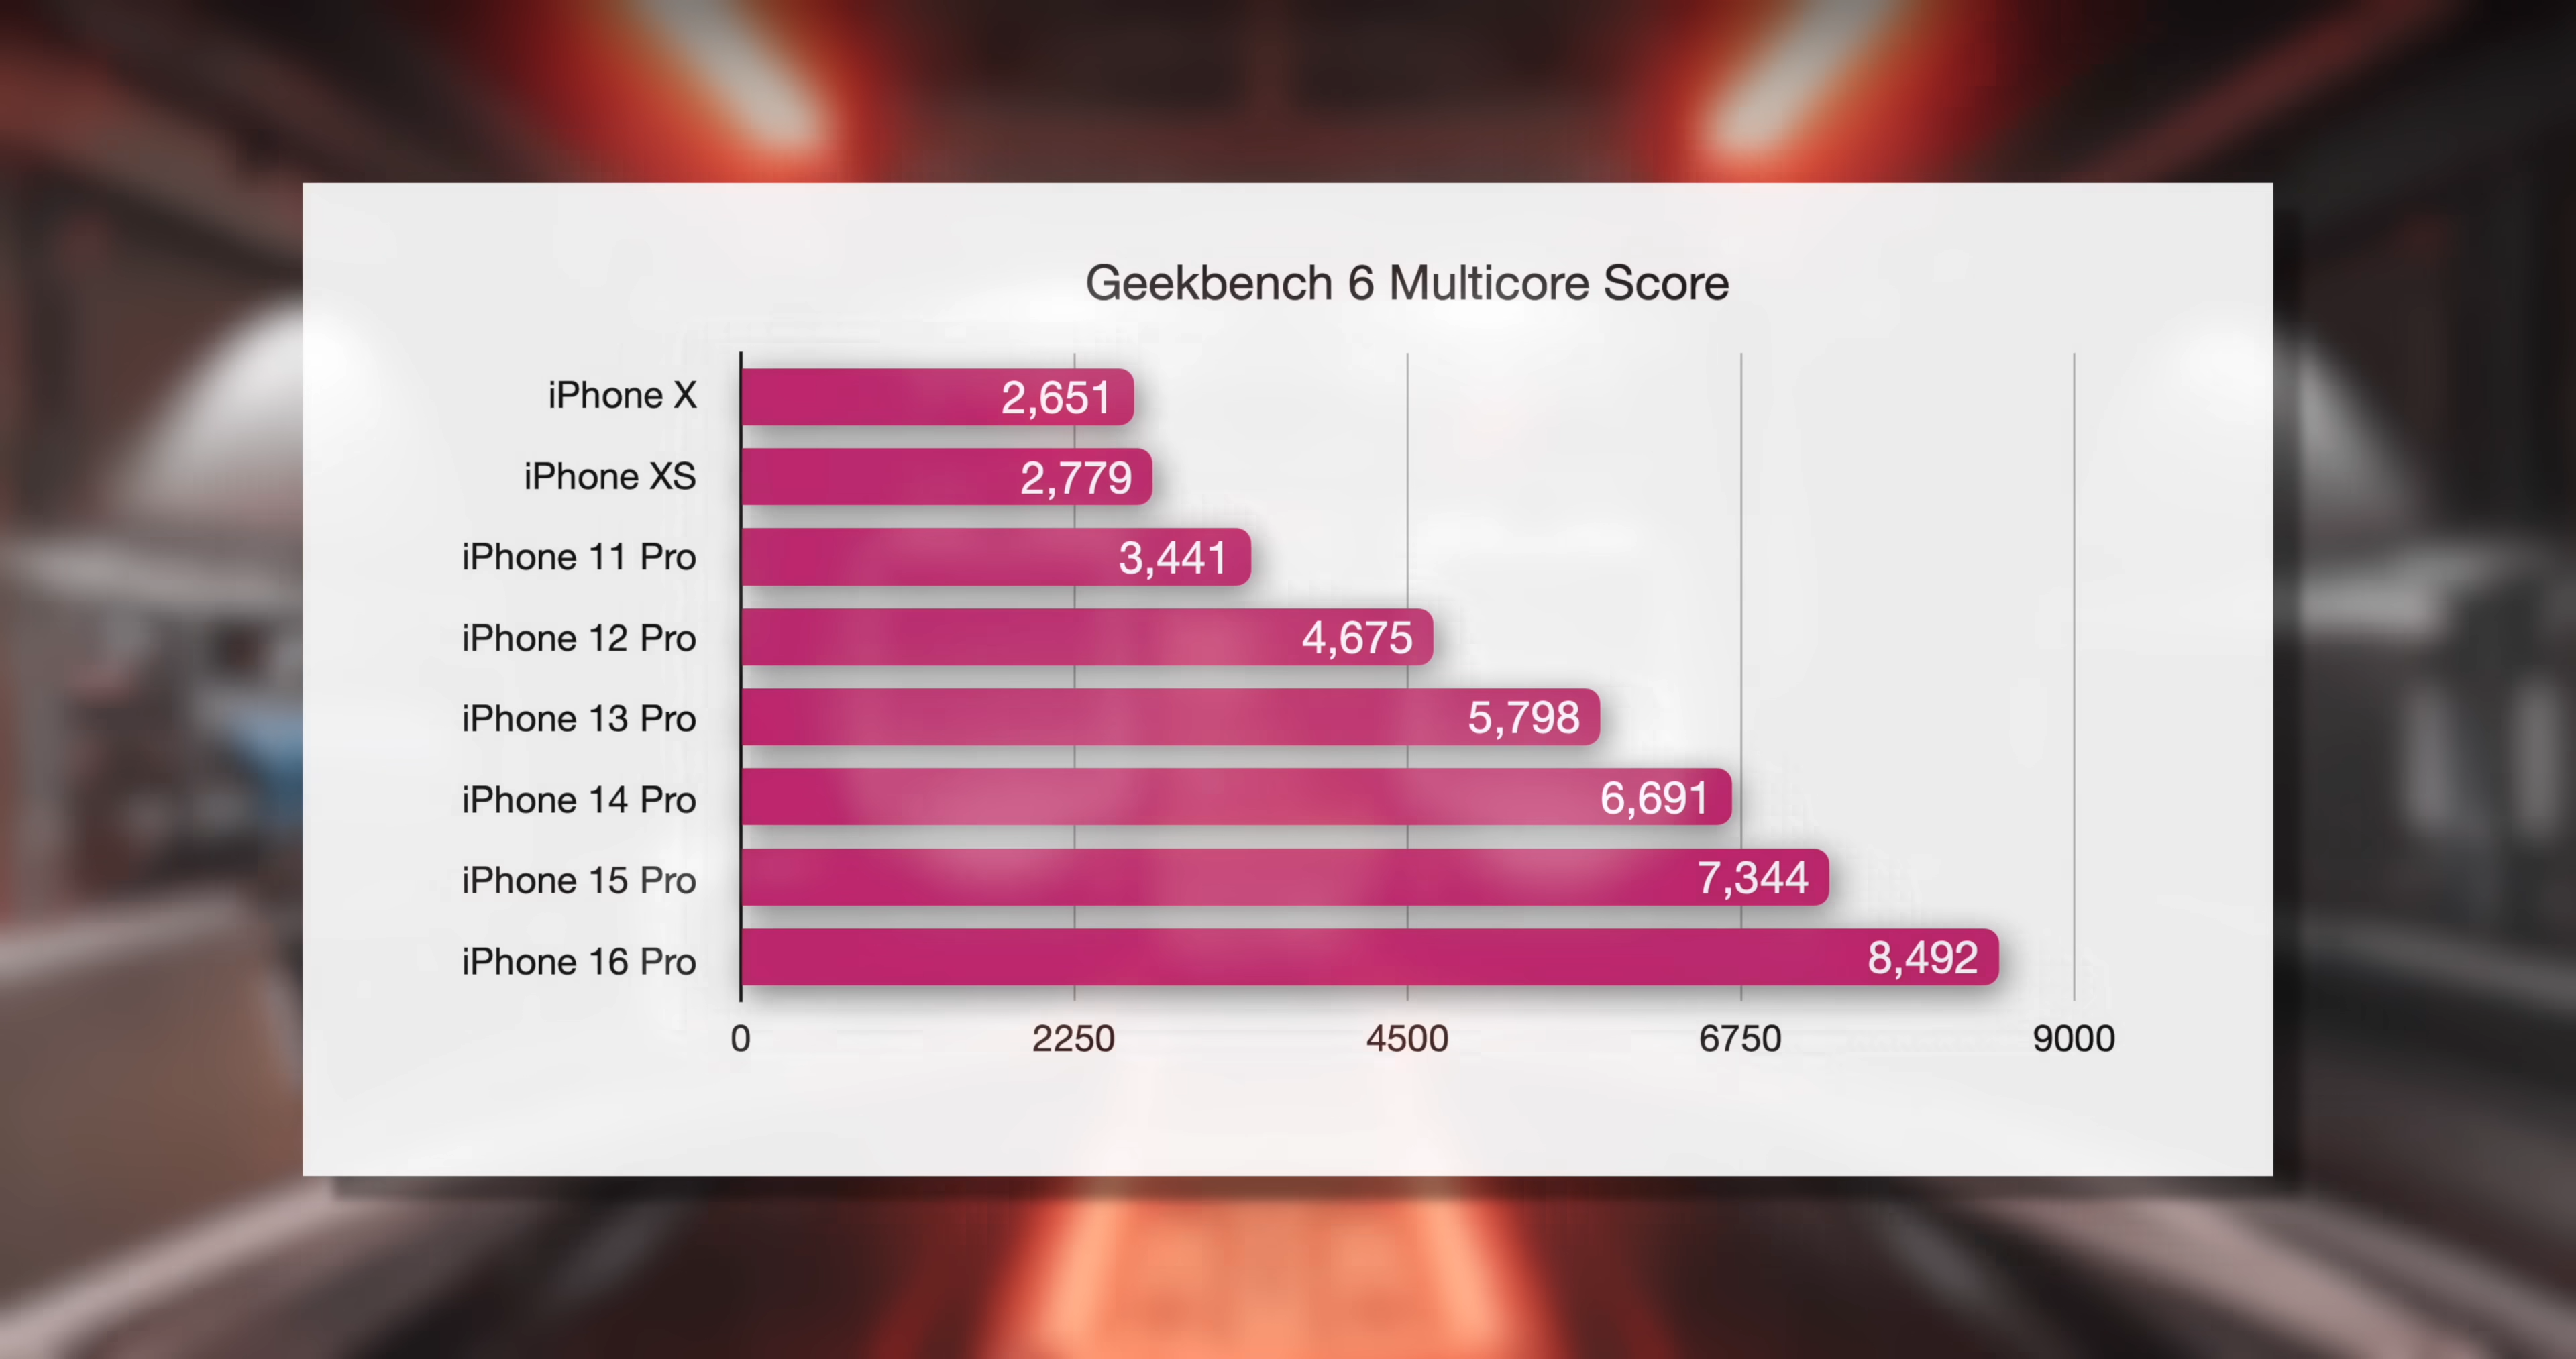 Geekbench 6 Multicore Score
iPhone X 2,651
iPhone XS 2,779
iPhone 11 Pro 3,441
iPhone 12 Pro 4,675
iPhone 13 Pro 5,798
iPhone 14 Pro 6,691
iPhone 15 Pro 7,344
iPhone 16 Pro 8,492
0 2250 4500 6750 9000